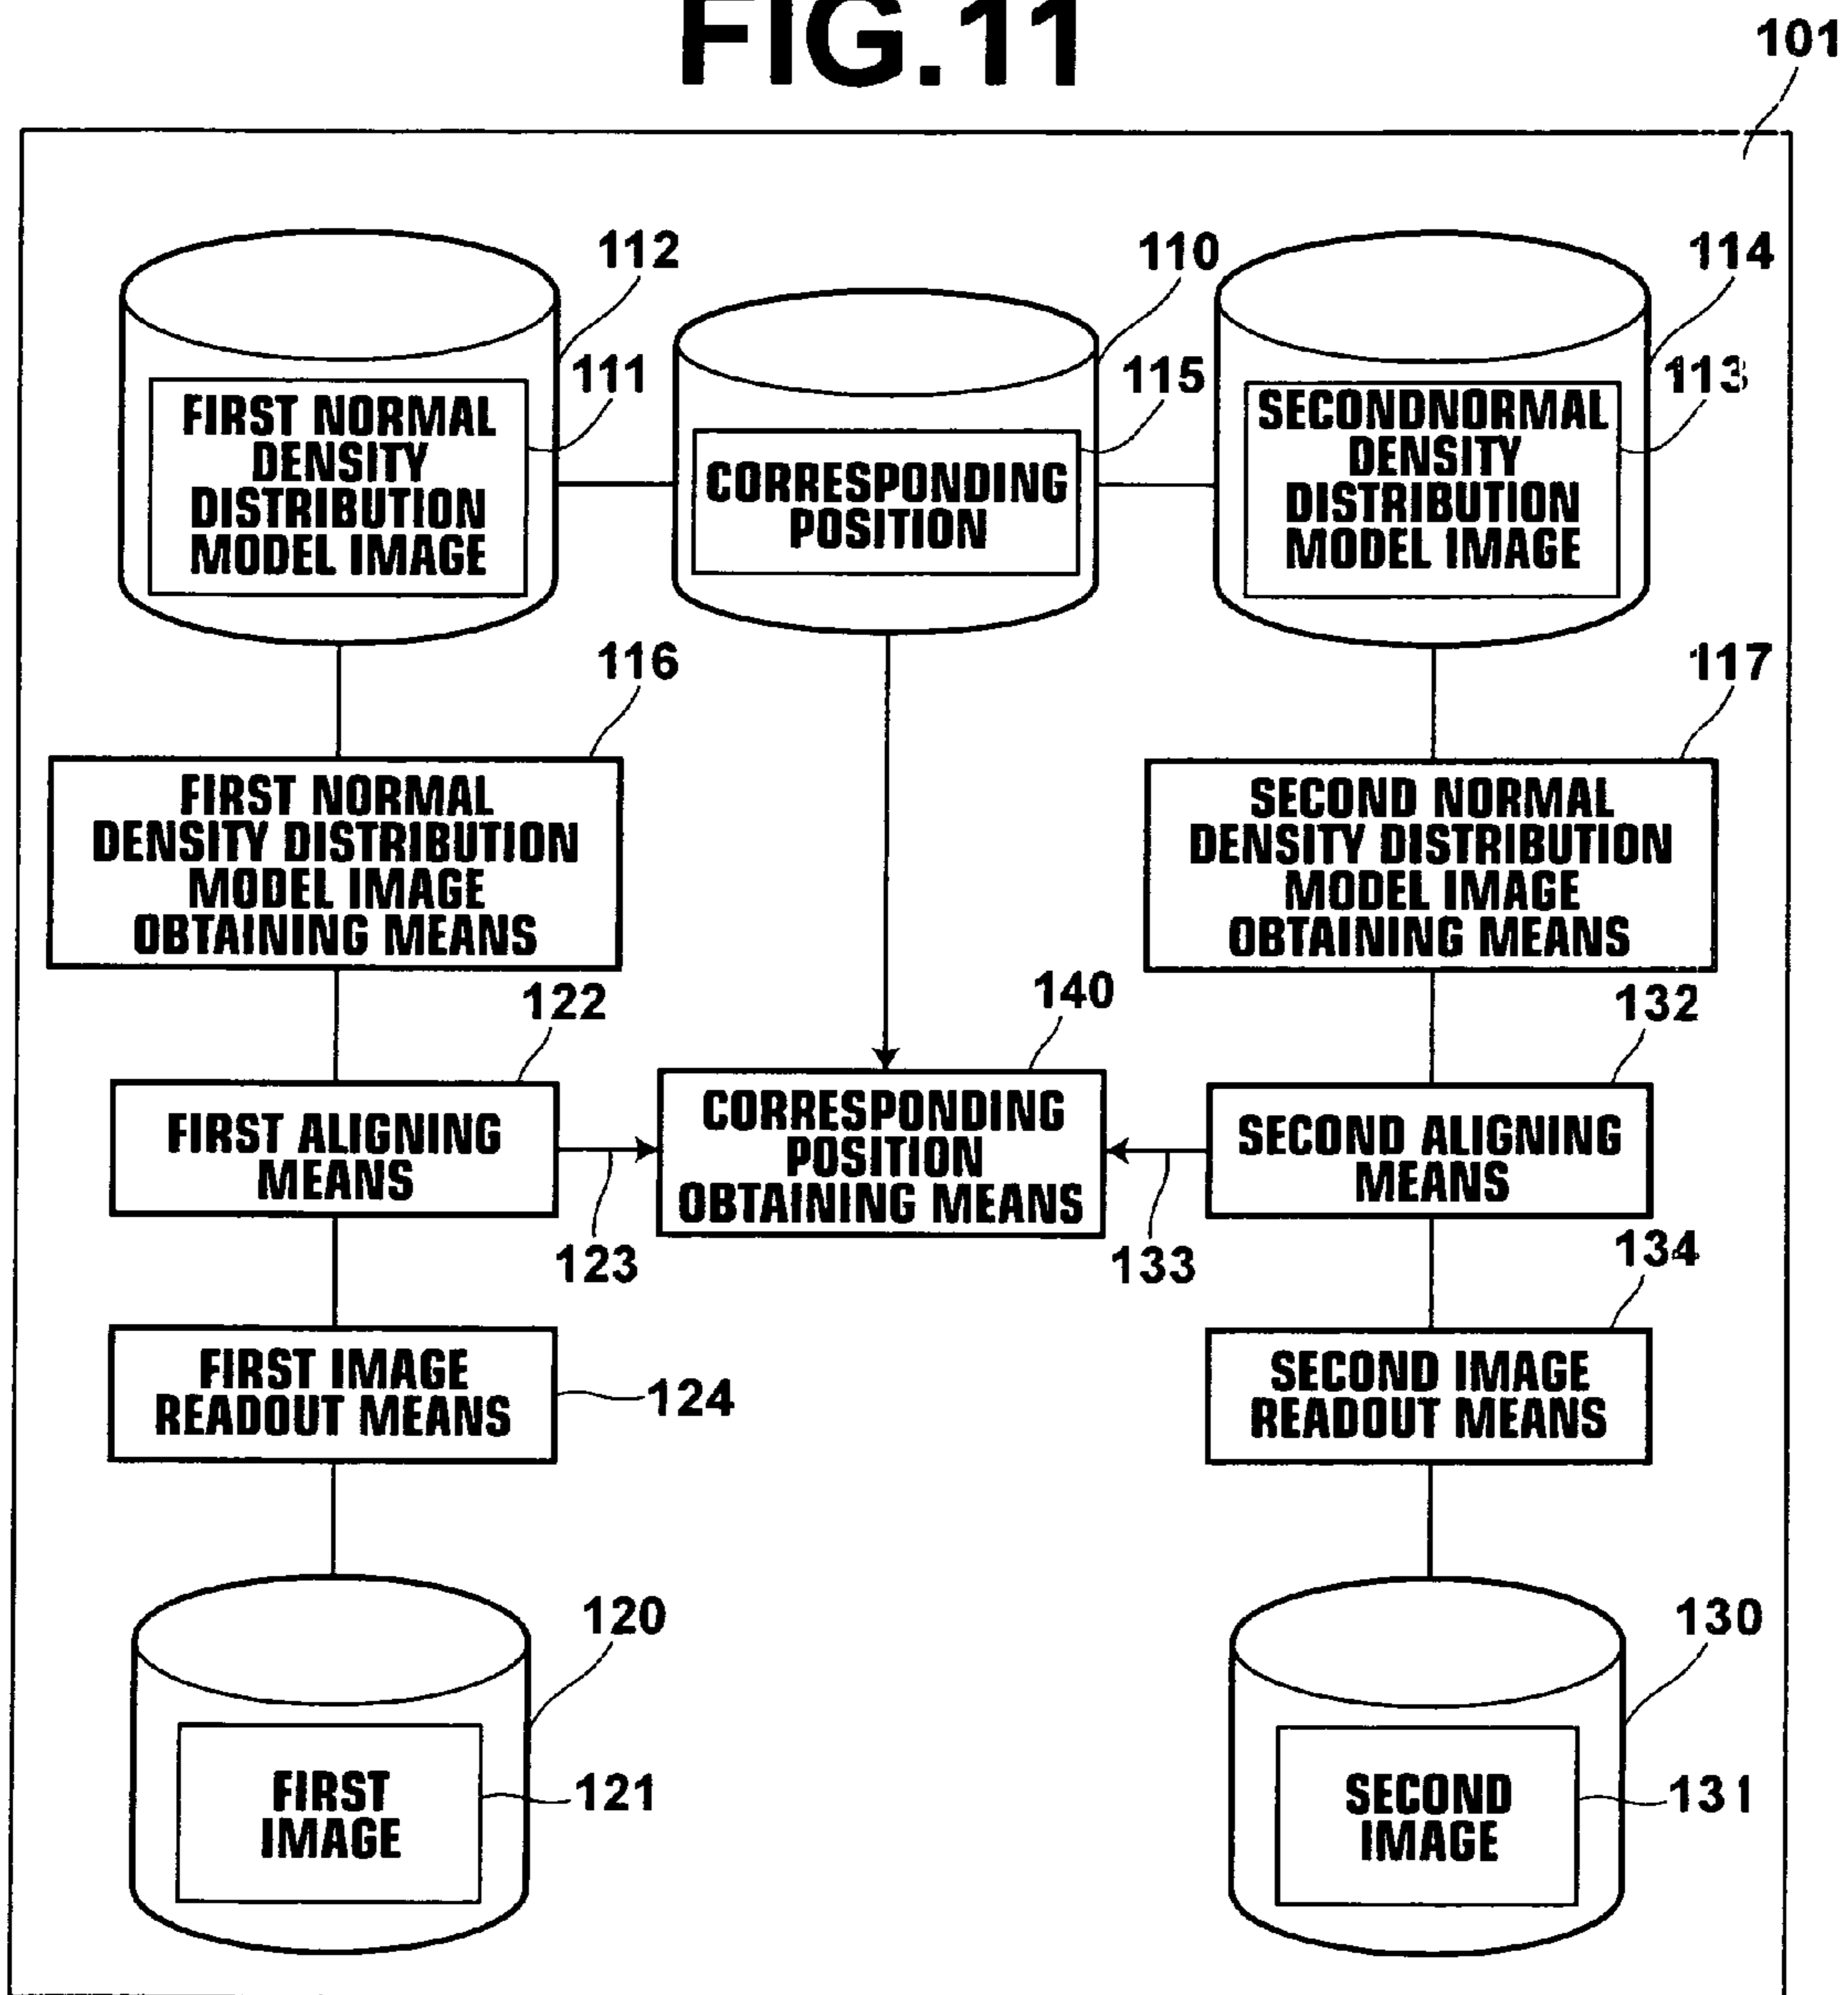 FIG.11
101
112
110
114
111
115
113
FIRST NORMAL
DENSITY
DISTRIBUTION
MODEL IMAGE
CORRESPONDING
POSITION
SECONDNORMAL
DENSITY
DISTRIBUTION
MODEL IMAGE
116
117
FIRST NORMAL
DENSITY DISTRIBUTION
MODEL IMAGE
OBTAINING MEANS
SECOND NORMAL
DENSITY DISTRIBUTION
MODEL IMAGE
OBTAINING MEANS
122
140
132
FIRST ALIGNING
MEANS
CORRESPONDING
POSITION
OBTAINING MEANS
SECOND ALIGNING
MEANS
123
133
134
FIRST IMAGE
READOUT MEANS
124
SECOND IMAGE
READOUT MEANS
120
130
FIRST
IMAGE
121
SECOND
IMAGE
131